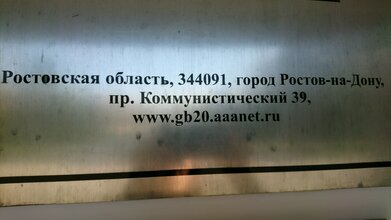 Ростовская область, 344091, город Ростов-на-Дону,
пр. Коммунистический 39,
www.gb20.aaanet.ru